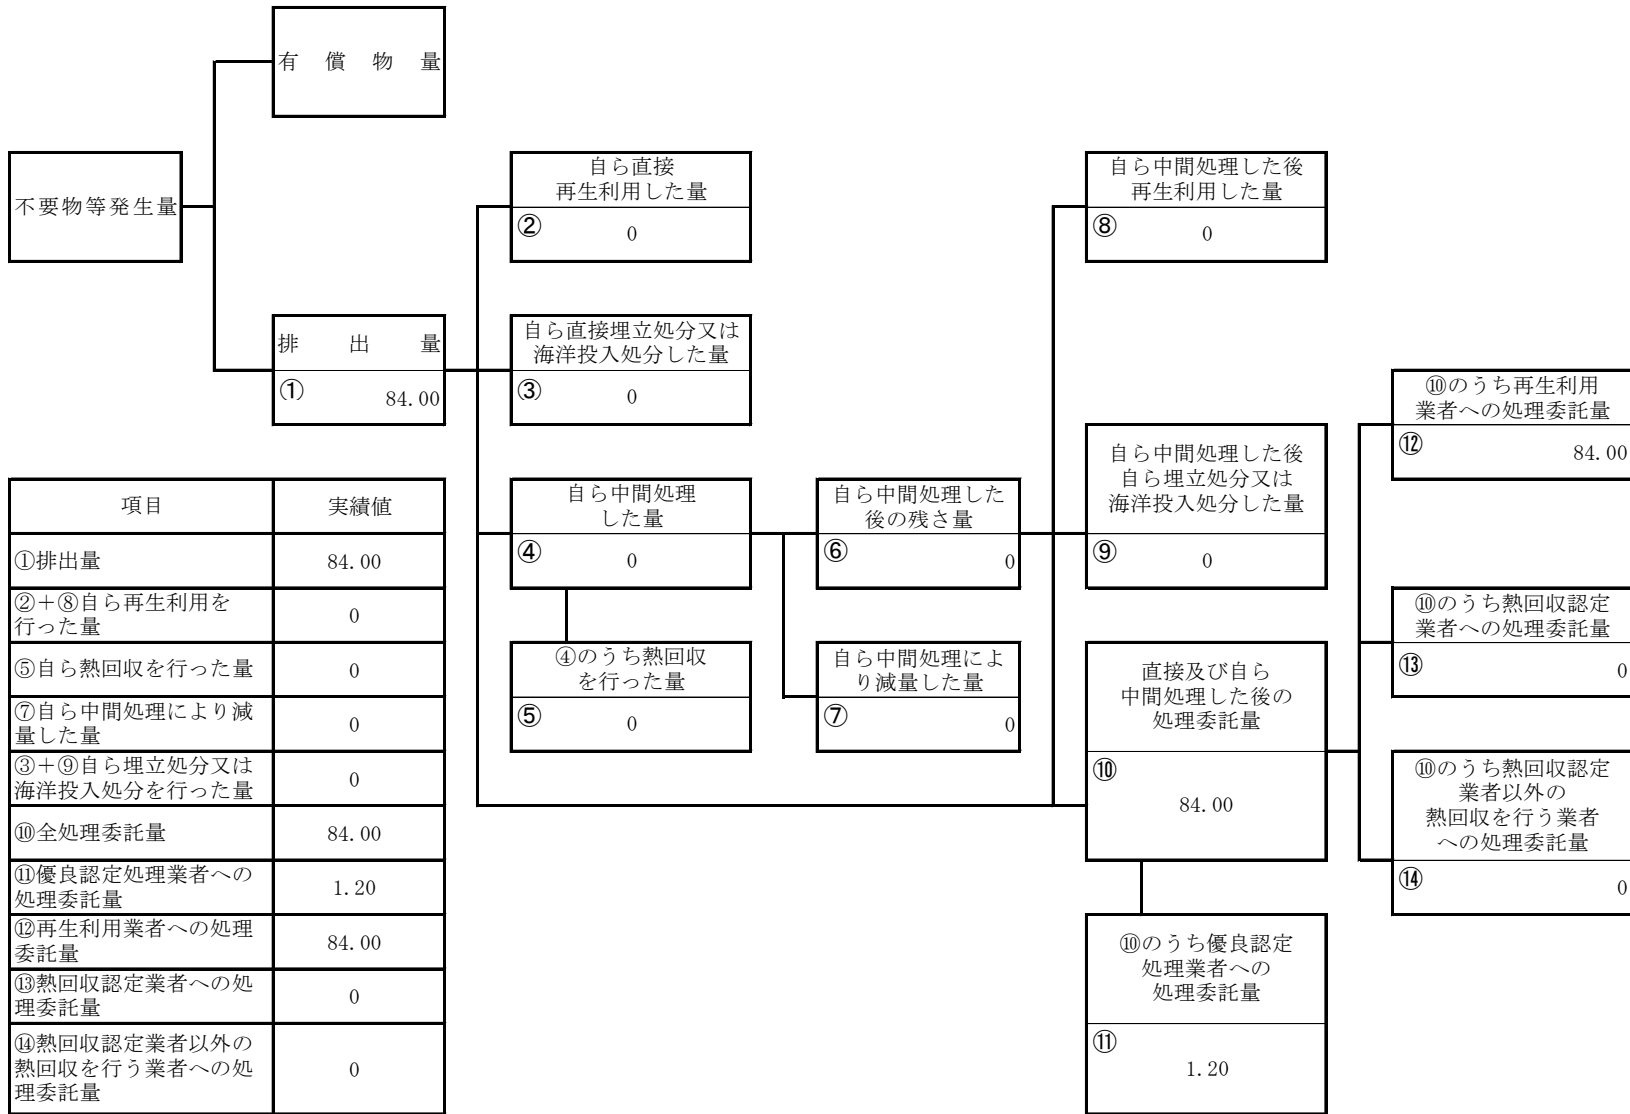 有償物量
不要物等発生量
排出量
①
84.00
自ら直接
再生利用した量
②
0
自ら直接埋立処分又は
海洋投入処分した量
③
0
自ら中間処理
した量
④
0
④のうち熱回収
を行った量
⑤
0
自ら中間処理した
後の残さ量
⑥
0
自ら中間処理によ
り減量した量
⑦
0
自ら中間処理した後
再生利用した量
⑧
0
自ら中間処理した後
自ら埋立処分又は
海洋投入処分した量
⑨
0
直接及び自ら
中間処理した後の
処理委託量
⑩
84.00
⑩のうち優良認定
処理業者への
処理委託量
⑪
1.20
⑩のうち再生利用
業者への処理委託量
⑫
84.00
⑩のうち熱回収認定
業者への処理委託量
⑬
0
⑩のうち熱回収認定
業者以外の
熱回収を行う業者
への処理委託量
⑭
0
項目 実績値
①排出量 84.00
②+⑧自ら再生利用を
行った量
0
⑤自ら熱回収を行った量 0
⑦自ら中間処理により減
量した量
0
③+⑨自ら埋立処分又は
海洋投入処分を行った量
0
⑩全処理委託量 84.00
⑪優良認定処理業者への
処理委託量
1.20
⑫再生利用業者への処理
委託量
84.00
⑬熱回収認定業者への処
理委託量
0
⑭熱回収認定業者以外の
熱回収を行う業者への処
理委託量
0